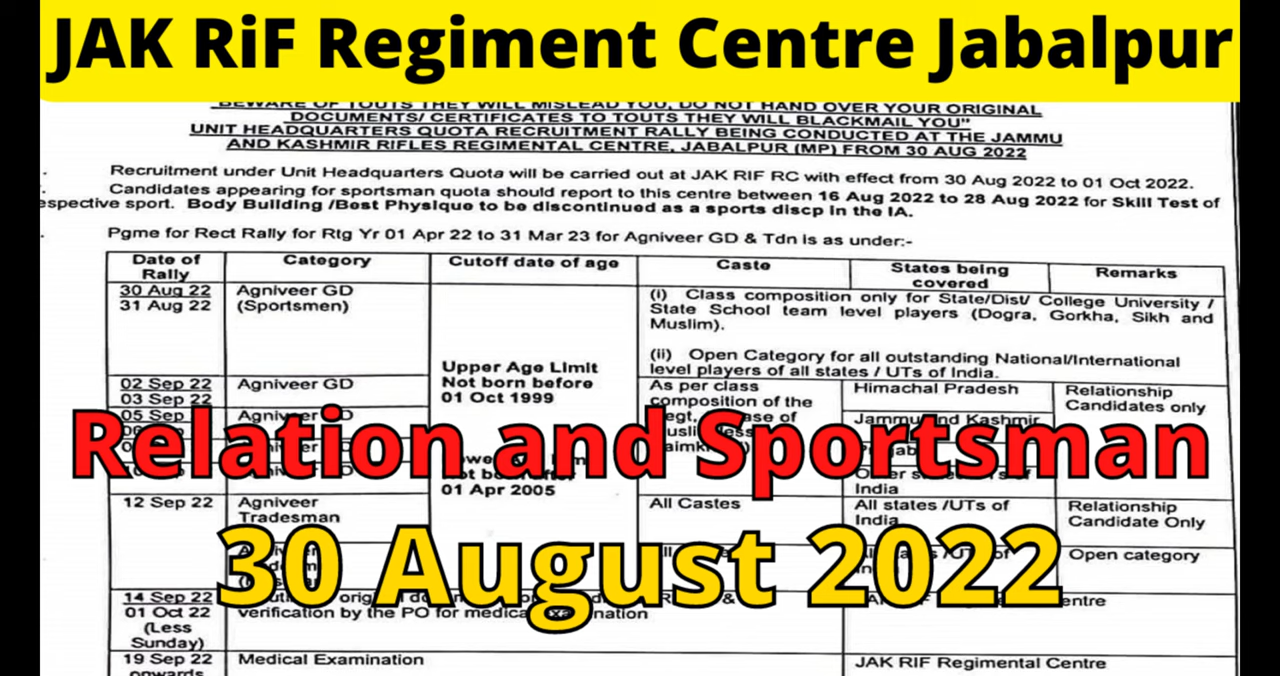 JAK RiF Regiment Centre Jabalpur
"BEWARE OF TOUTS THEY WILL MISLEAD YOU, DO NOT HAND OVER YOUR ORIGINAL
DOCUMENTS/ CERTIFICATES TO TOUTS THEY WILL BLACKMAIL YOU"
UNIT HEADQUARTERS QUOTA RECRUITMENT RALLY BEING CONDUCTED AT THE JAMMU
AND KASHMIR RIFLES REGIMENTAL CENTRE, JABALPUR (MP) FROM 30 AUG 2022
Recruitment under Unit Headquarters Quota will be carried out at JAK RIF RC with effect from 30 Aug 2022 to 01 Oct 2022.
Candidates appearing for sportsman quota should report to this centre between 16 Aug 2022 to 28 Aug 2022 for Skill Test of
espective sport. Body Building /Best Physique to be discontinued as a sports discp in the IA.
Pgme for Rect Rally for Rtg Yr 01 Apr 22 to 31 Mar 23 for Agniveer GD & Tdn is as under:-
Date of Rally
Category
Cutoff date of age
Caste
States being covered
Remarks
30 Aug 22
31 Aug 22
Agniveer GD
(Sportsmen)
(i) Class composition only for State/Dist/ College University /
State School team level players (Dogra, Gorkha, Sikh and
Muslim).
(ii) Open Category for all outstanding National/International
level players of all states / UTs of India.
Upper Age Limit
Not born before
01 Oct 1999
02 Sep 22
03 Sep 22
Agniveer GD
As per class
composition of the
Himachal Pradesh
Relationship
Candidates only
05 Sep
Jammu and Kashmir
Relation and Sportsman
01 Apr 2005
India
12 Sep 22
Agniveer
Tradesman
All Castes
All states /UTs of
India
Relationship
Candidate Only
30 August 2022
Open category
14 Sep 22
01 Oct 22
(Less
Sunday)
verification by the PO for medical examination
19 Sep 22
onwards
Medical Examination
JAK RIF Regimental Centre